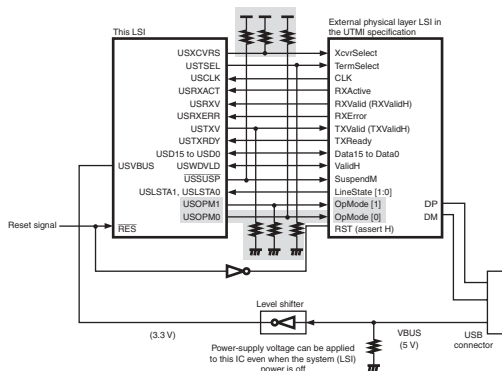 This LSI
External physical layer LSI in
the UTMI specification
USXCVRS
XcvrSelect
USTSEL
TermSelect
USCLK
CLK
USRXACT
RXActive
USRXV
RXValid (RXValidH)
USRXERR
RXError
USTXV
TXValid (TXValidH)
USTXRDY
TXReady
USD15 to USD0
Data15 to Data0
USVBUS
USWDVLD
ValidH
USSUSP
SuspendM
USLSTA1, USLSTA0
LineState [1:0]
USOPM1
OpMode [1]
DP
USOPM0
OpMode [0]
DM
Reset signal
RES
RST (assert H)
Level shifter
(3.3 V)
VBUS
(5 V)
USB
connector
Power-supply voltage can be applied
to this IC even when the system (LSI)
power is off